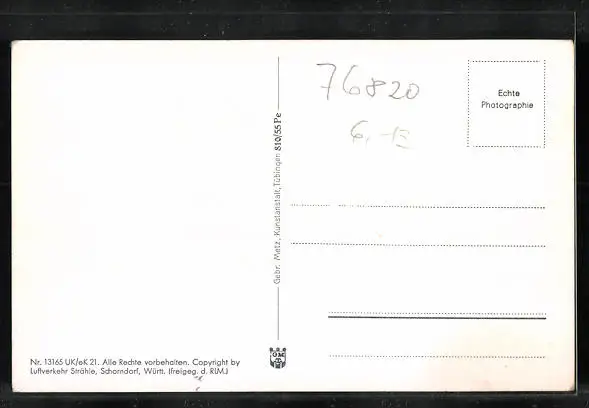 76820
Echte
Photographie
6,-
Gebr. Metz, Kunstanstalt, Tübingen 810/55 Pe
GM
Nr. 13165 UK/eK 21. Alle Rechte vorbehalten. Copyright by
Luftverkehr Strähle, Schorndorf, Württ. (freigeg. d. RLM.)